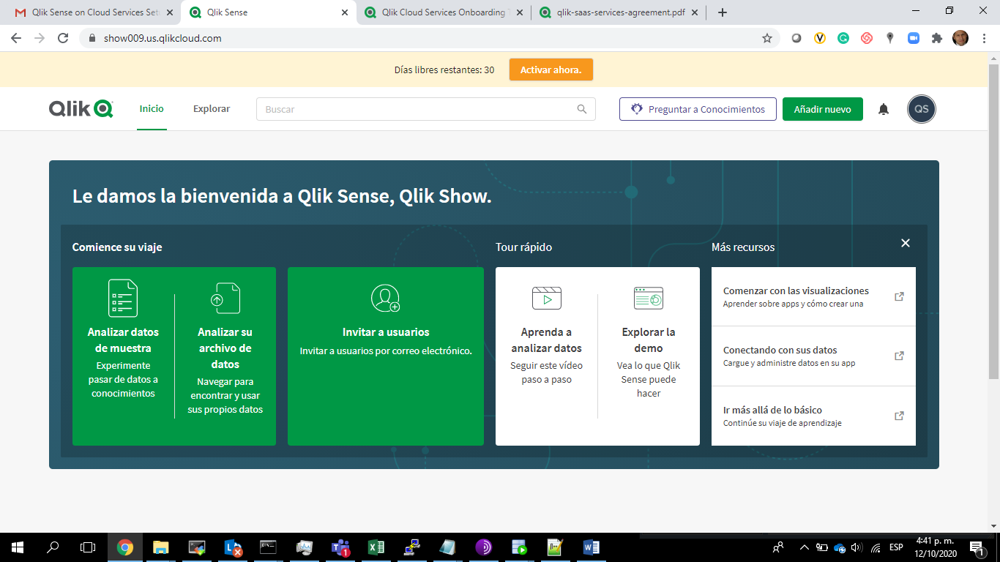 Qlik Sense on Cloud Services Set
Qlik Sense
Qlik Cloud Services Onboarding
qlik-saas-services-agreement.pdf
show009.us.qlikcloud.com
Días libres restantes: 30
Activar ahora.
Qlik
Inicio
Explorar
Buscar
Preguntar a Conocimientos
Añadir nuevo
QS
Le damos la bienvenida a Qlik Sense, Qlik Show.
Comience su viaje
Analizar datos
de muestra
Experimente
pasar de datos a
conocimientos
Analizar su
archivo de
datos
Navegar para
encontrar y usar
sus propios datos
Invitar a usuarios
Invitar a usuarios por correo electrónico.
Tour rápido
Aprenda a
analizar datos
Seguir este vídeo
paso a paso
Explorar la
demo
Vea lo que Qlik
Sense puede
hacer
Más recursos
Comenzar con las visualizaciones
Aprender sobre apps y cómo crear una
Conectando con sus datos
Cargue y administre datos en su app
Ir más allá de lo básico
Continúe su viaje de aprendizaje
ESP
4:41 p. m.
12/10/2020
1
1